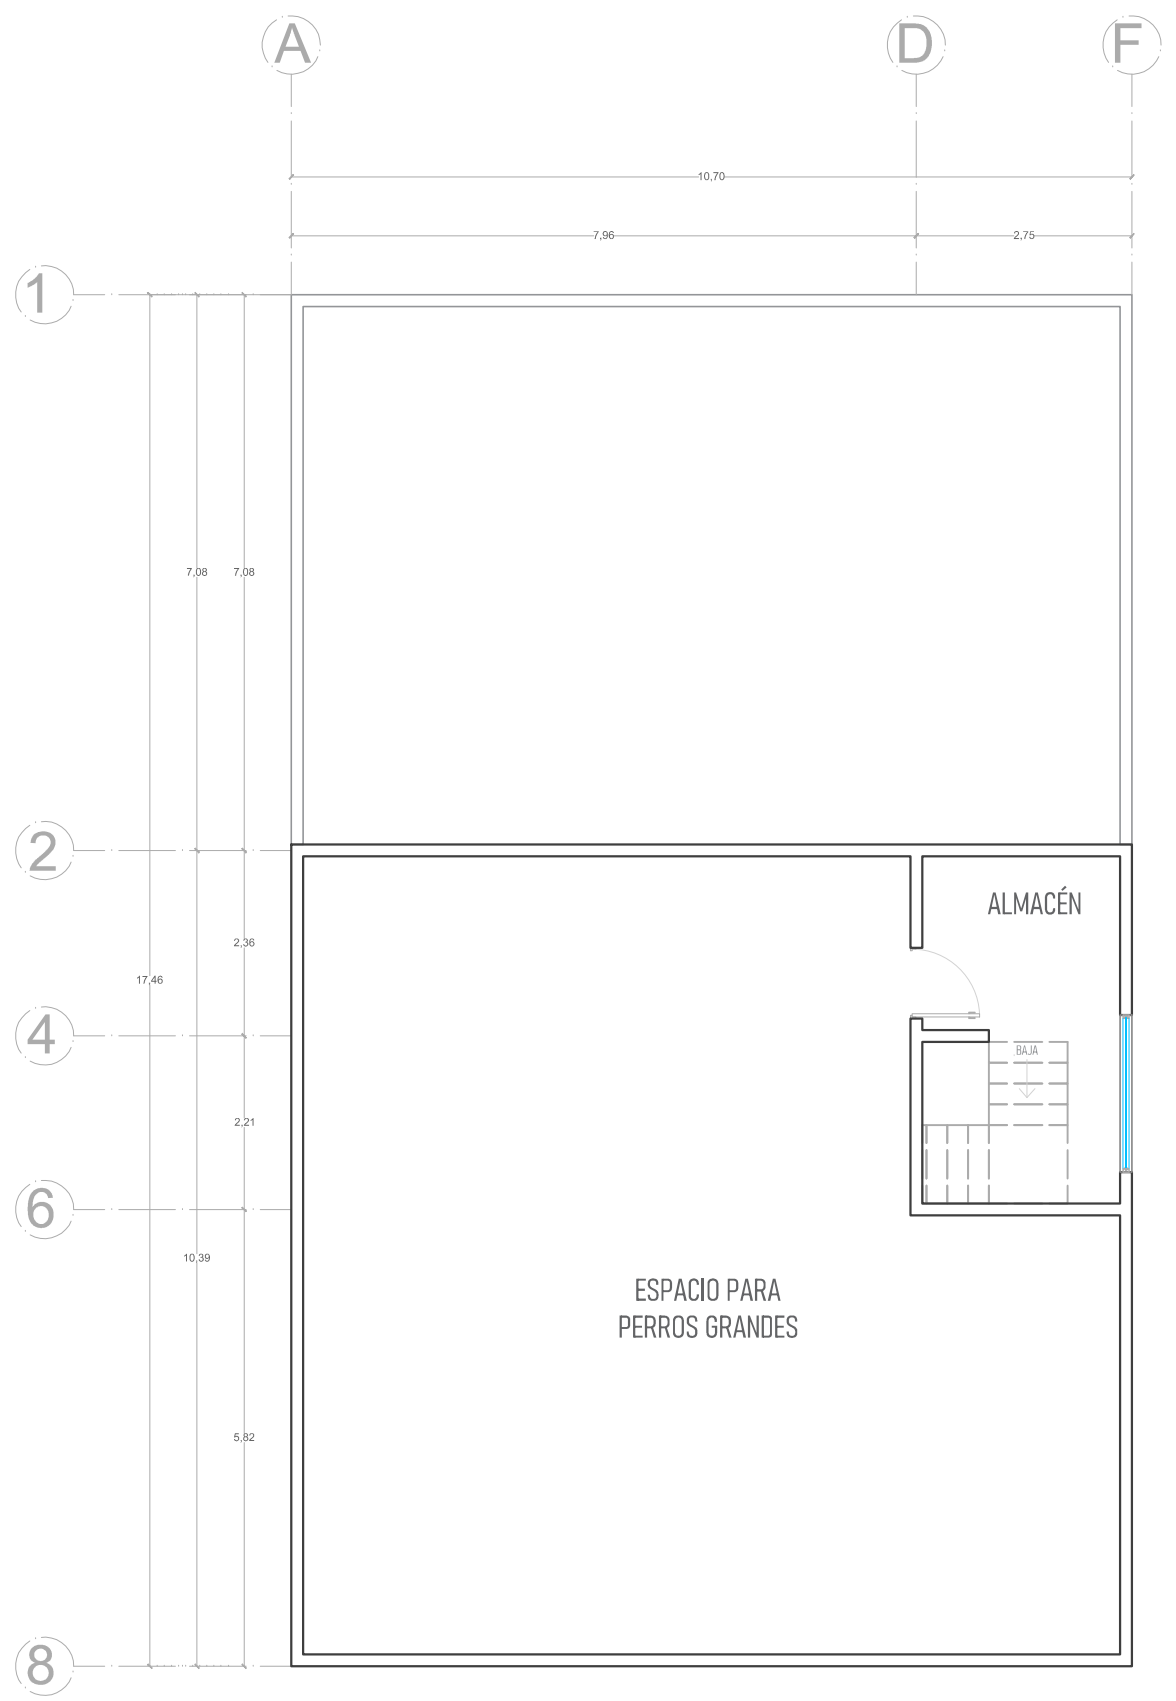 A
D
F
10,70
7,96
2,75
1
7,08
7,08
2
ALMACÉN
2,36
17,46
4
BAJA
2,21
6
10,39
ESPACIO PARA
PERROS GRANDES
5,82
8